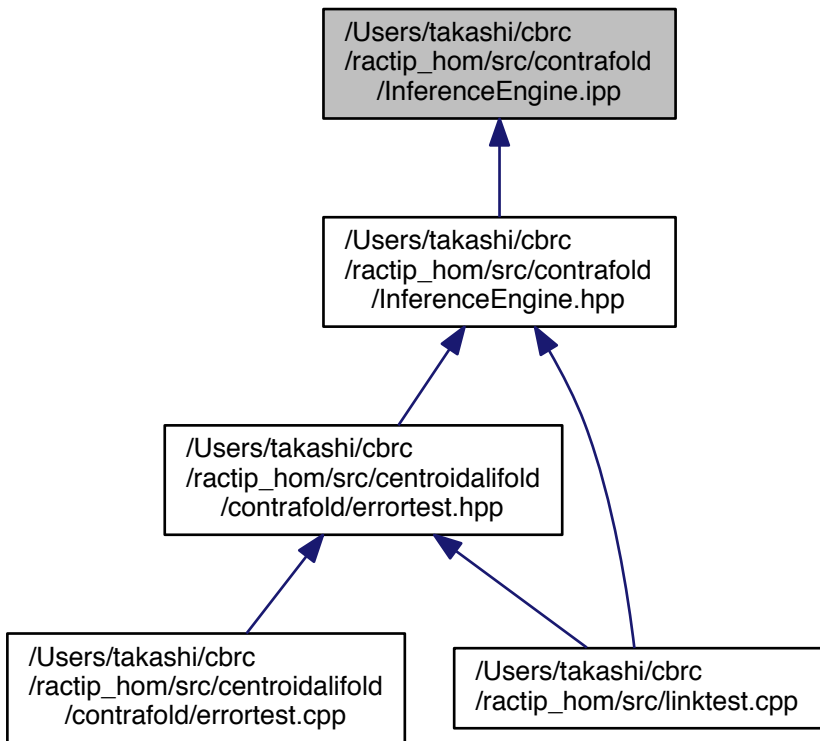 /Users/takashi/cbrc
/ractip_hom/src/contrafold
/InferenceEngine.ipp
/Users/takashi/cbrc
/ractip_hom/src/contrafold
/InferenceEngine.hpp
/Users/takashi/cbrc
/ractip_hom/src/centroidalifold
/contrafold/errortest.hpp
/Users/takashi/cbrc
/ractip_hom/src/centroidalifold
/contrafold/errortest.cpp
/Users/takashi/cbrc
/ractip_hom/src/linktest.cpp